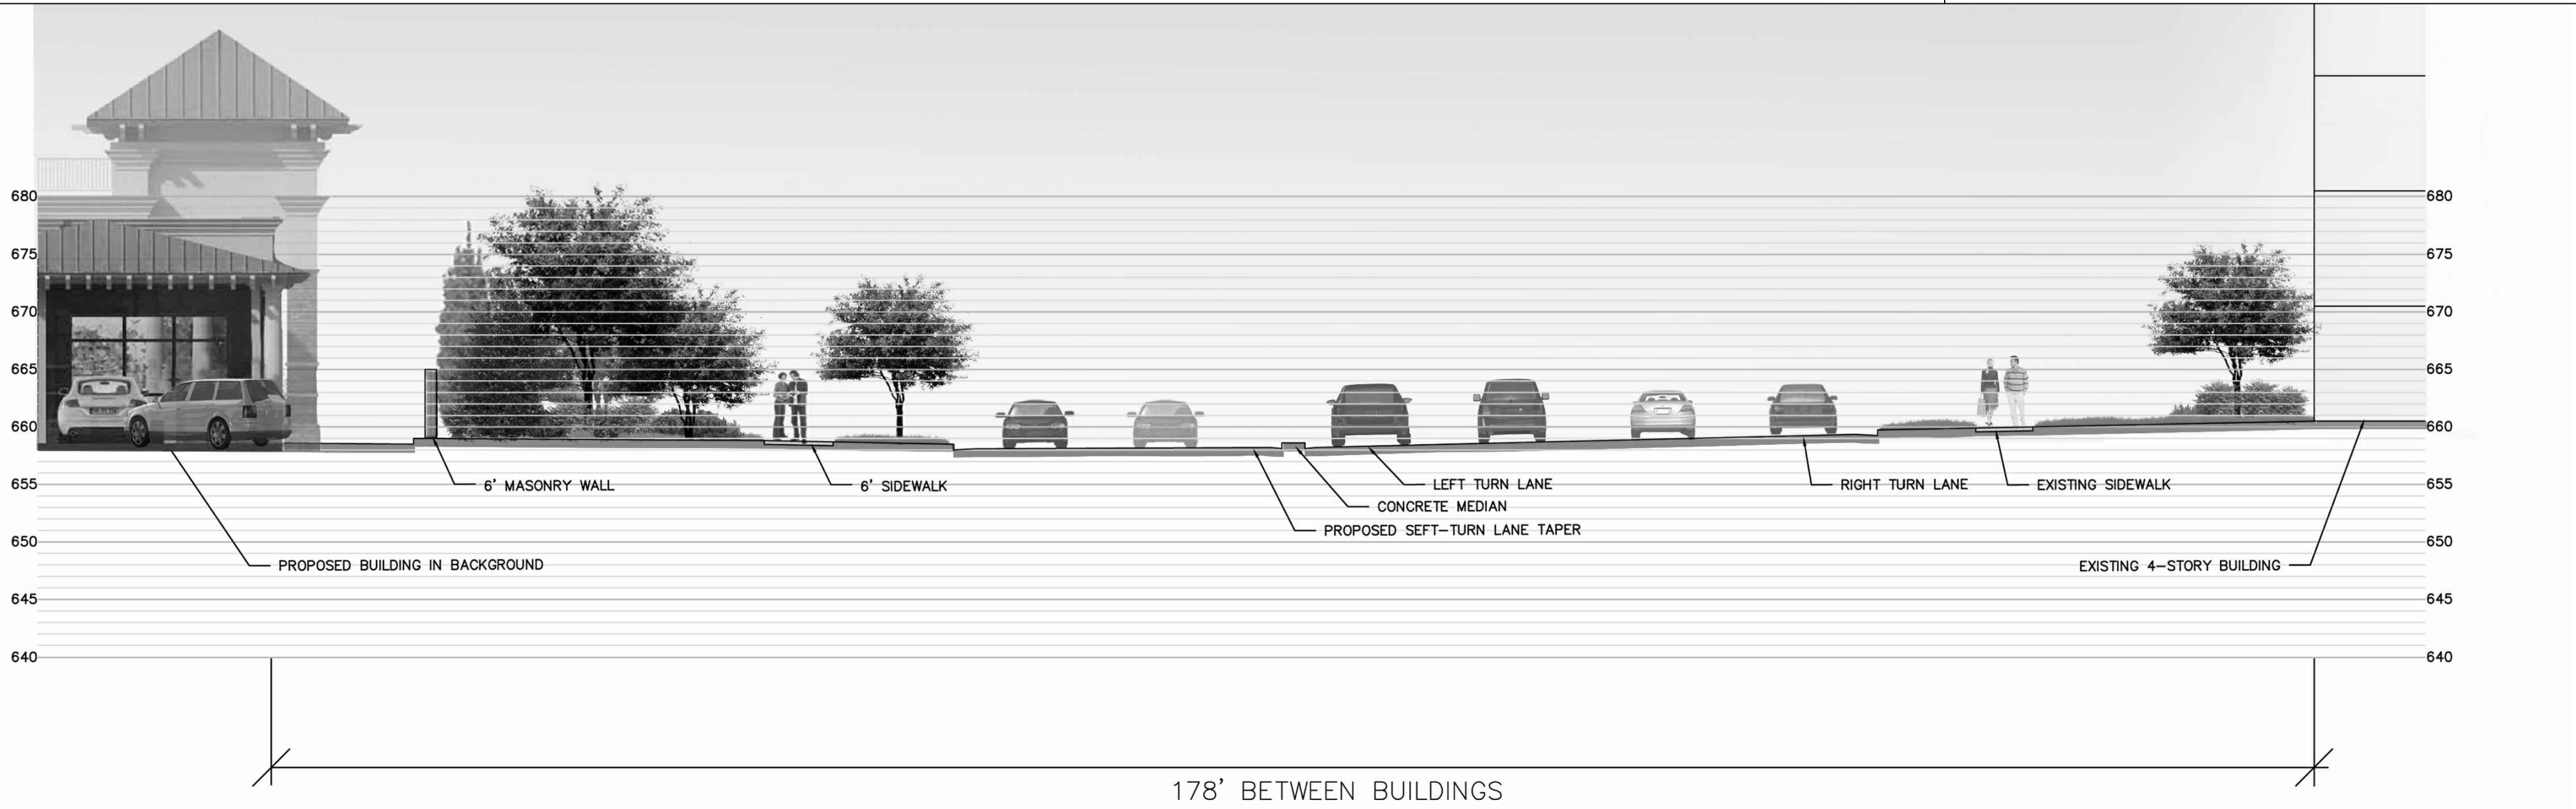 680
680
675
675
670
670
665
665
660
660
655
6' MASONRY WALL
6' SIDEWALK
LEFT TURN LANE
RIGHT TURN LANE
EXISTING SIDEWALK
655
CONCRETE MEDIAN
PROPOSED SEFT-TURN LANE TAPER
650
650
PROPOSED BUILDING IN BACKGROUND
EXISTING 4-STORY BUILDING
645
645
640
640
178' BETWEEN BUILDINGS